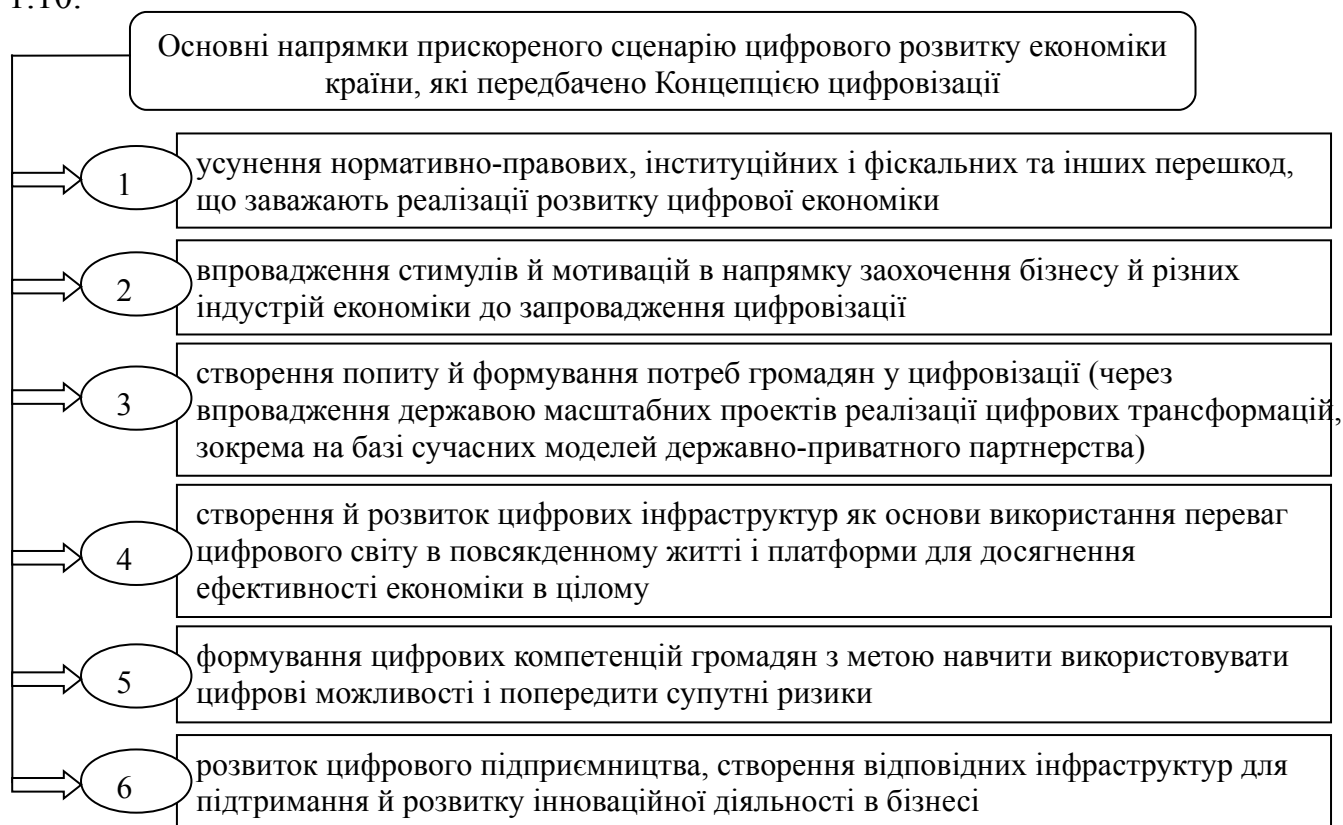 1.10.
Основні напрямки прискореного сценарію цифрового розвитку економіки
країни, які передбачено Концепцією цифровізації
1
усунення нормативно-правових, інституційних і фіскальних та інших перешкод,
що заважають реалізації розвитку цифрової економіки
2
впровадження стимулів й мотивацій в напрямку заохочення бізнесу й різних
індустрій економіки до запровадження цифровізації
3
створення попиту й формування потреб громадян у цифровізації (через
впровадження державою масштабних проектів реалізації цифрових трансформацій,
зокрема на базі сучасних моделей державно-приватного партнерства)
4
створення й розвиток цифрових інфраструктур як основи використання переваг
цифрового світу в повсякденному житті і платформи для досягнення
ефективності економіки в цілому
5
формування цифрових компетенцій громадян з метою навчити використовувати
цифрові можливості і попередити супутні ризики
6
розвиток цифрового підприємництва, створення відповідних інфраструктур для
підтримання й розвитку інноваційної діяльності в бізнесі